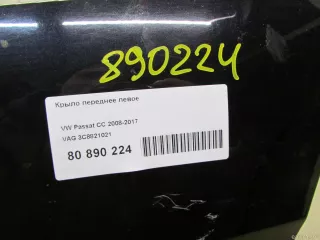 890224
Крыло переднее левое
VW Passat CC 2008-2017
VAG 3C8821021
80 890 224